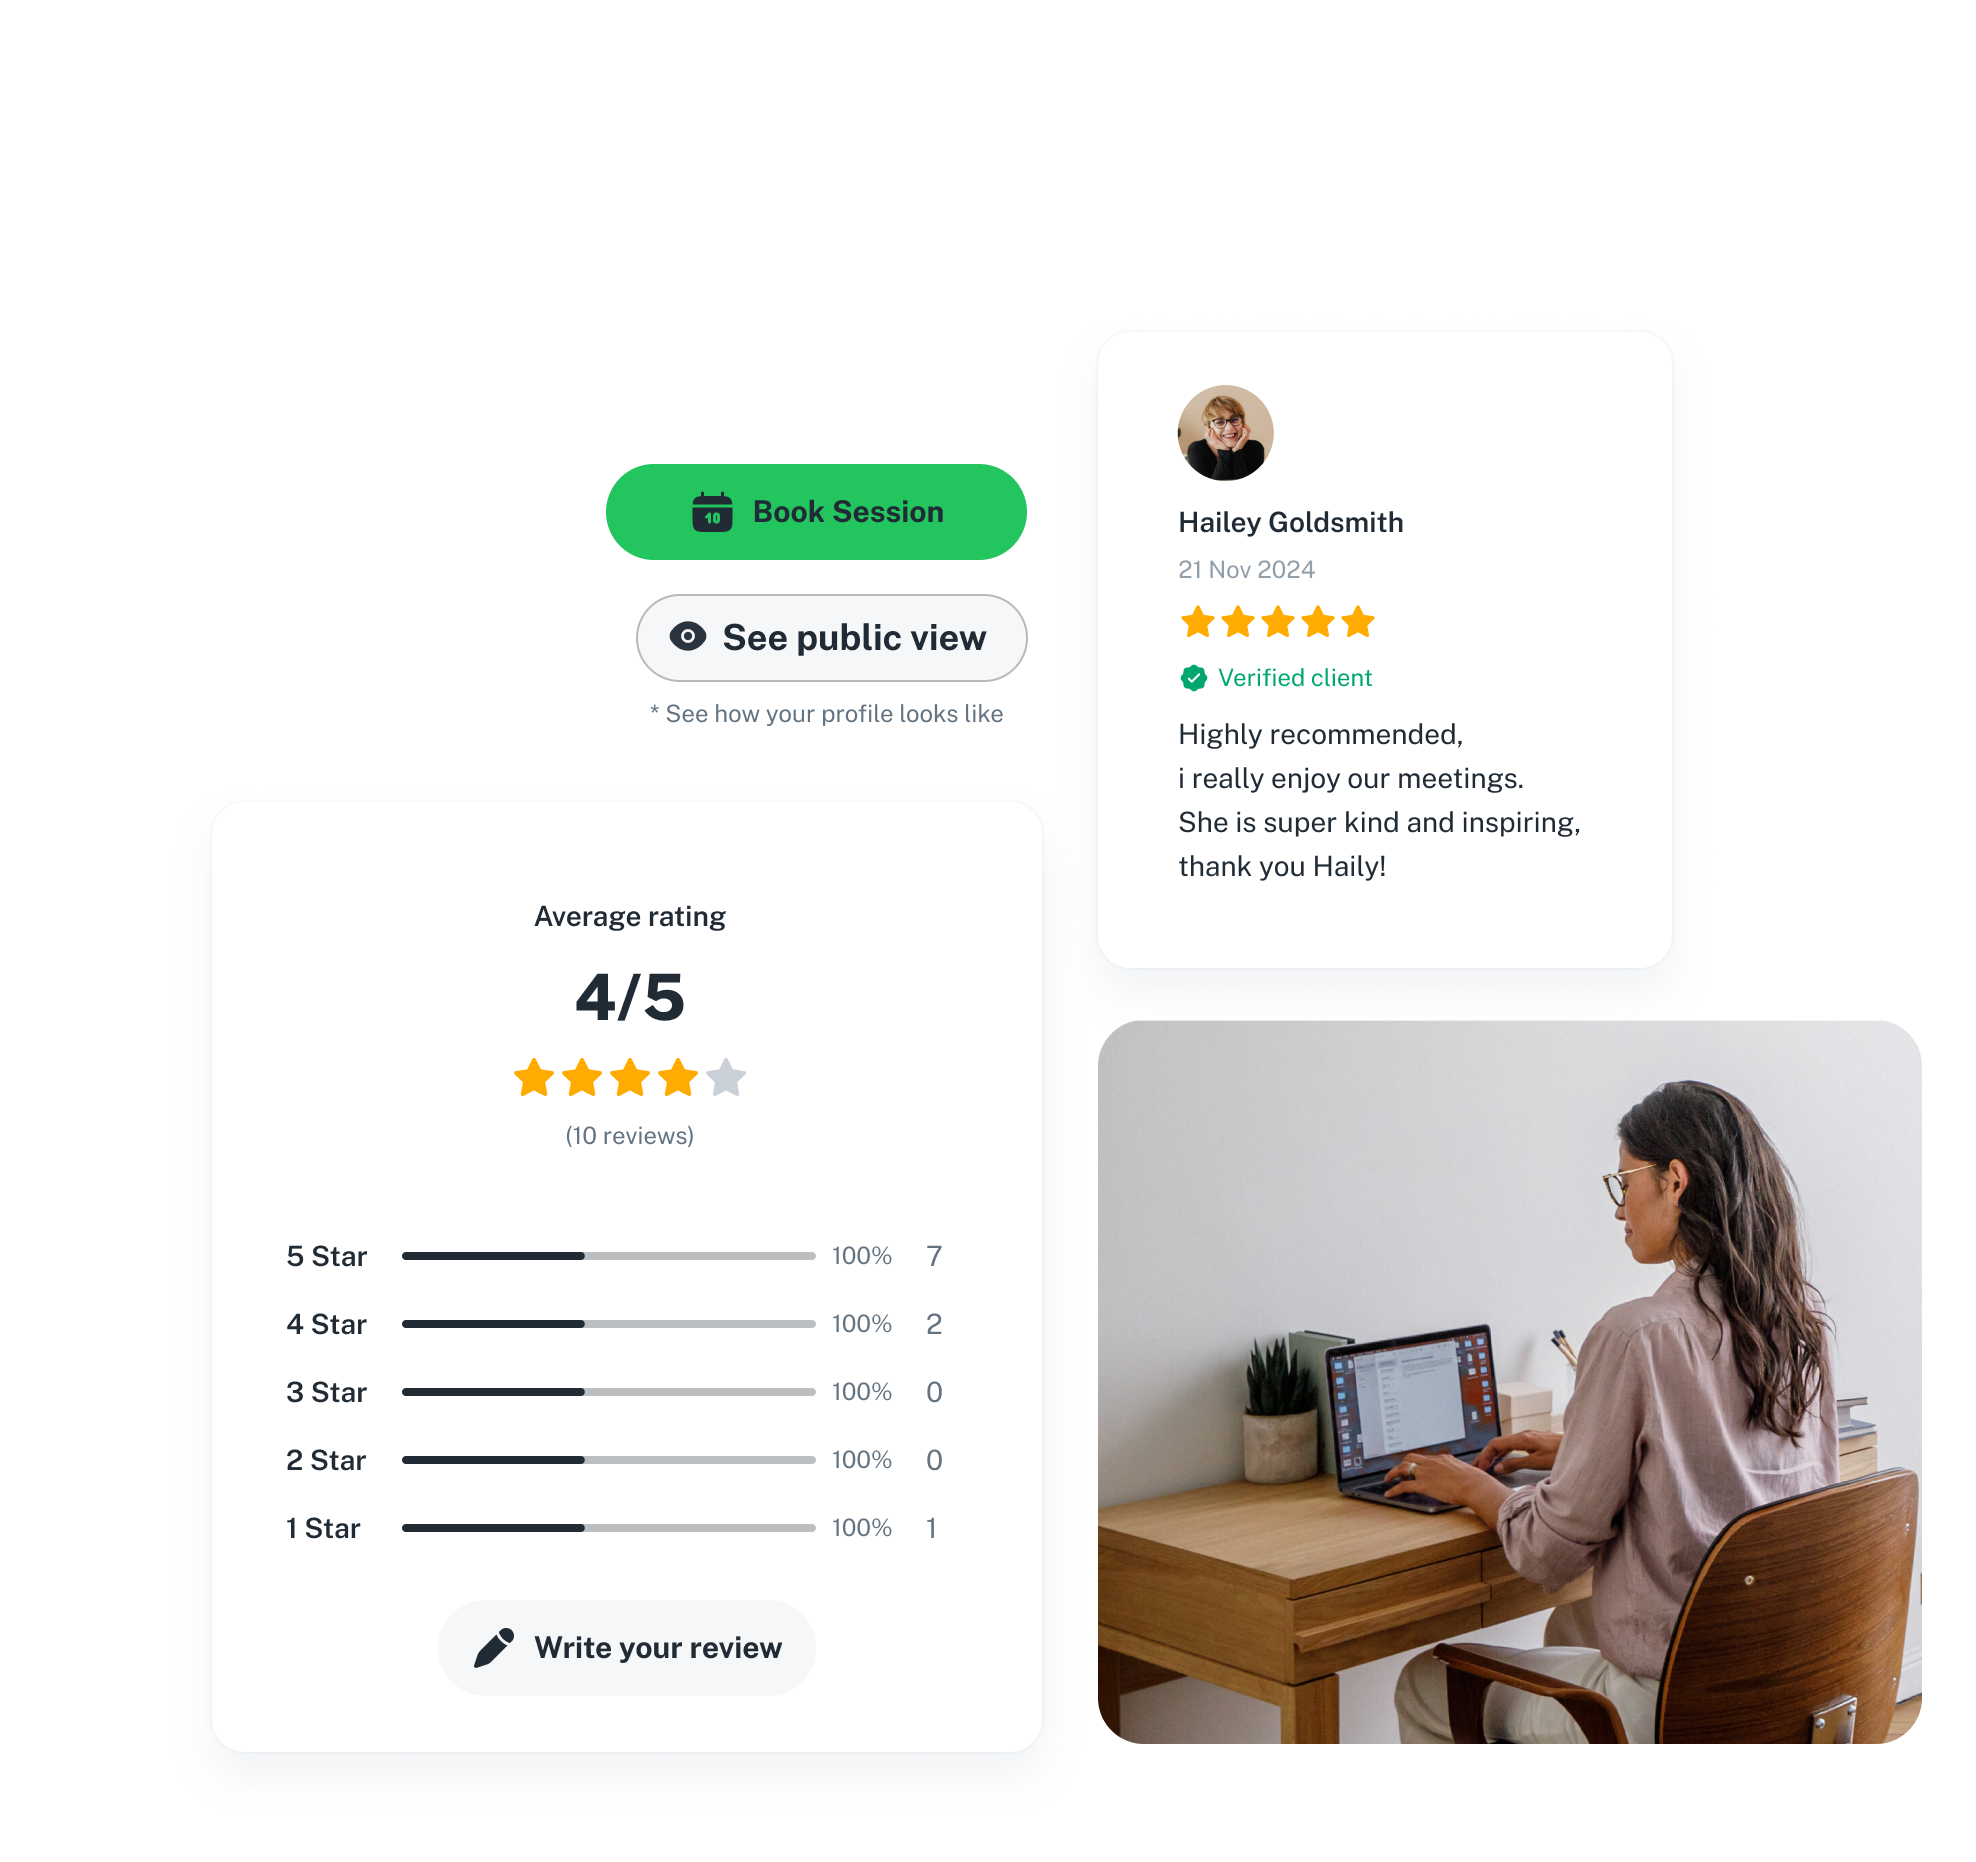 Book Session
See public view
* See how your profile looks like
Hailey Goldsmith
21 Nov 2024
Verified client
Highly recommended,
i really enjoy our meetings.
She is super kind and inspiring,
thank you Haily!
Average rating
4/5
(10 reviews)
5 Star 100% 7
4 Star 100% 2
3 Star 100% 0
2 Star 100% 0
1 Star 100% 1
Write your review